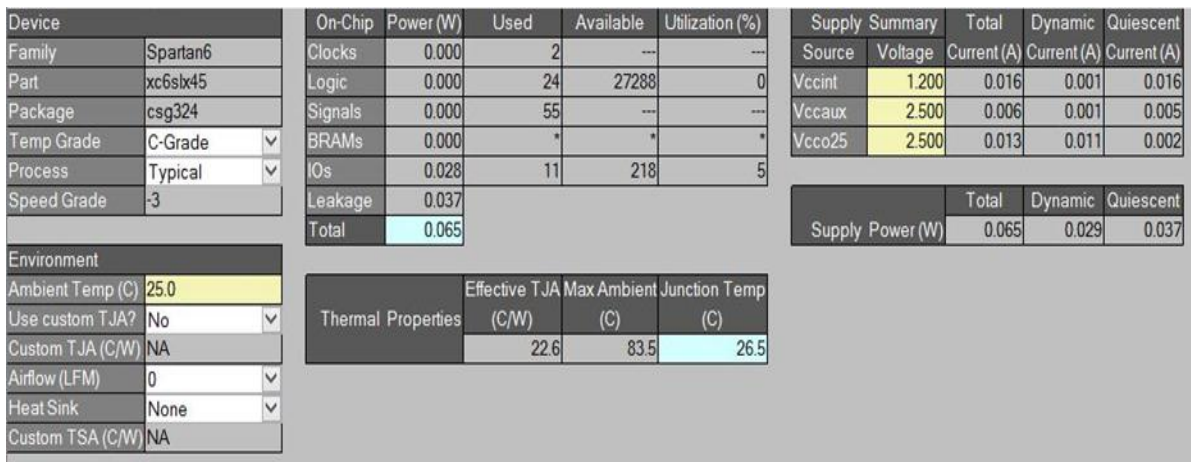 Device
Family Spartan6
Part xc6slx45
Package csg324
Temp Grade C-Grade
Process Typical
Speed Grade -3
Environment
Ambient Temp (C) 25.0
Use custom TJA? No
Custom TJA (C/W) NA
Airflow (LFM) 0
Heat Sink None
Custom TSA (C/W) NA
On-Chip Power (W) Used Available Utilization (%)
Clocks 0.000 2 --- ---
Logic 0.000 24 27288 0
Signals 0.000 55 --- ---
BRAMs 0.000 * * *
IOs 0.028 11 218 5
Leakage 0.037
Total 0.065
Effective TJA Max Ambient Junction Temp
Thermal Properties (C/W) (C) (C)
22.6 83.5 26.5
Supply Summary Total Dynamic Quiescent
Source Voltage Current (A) Current (A) Current (A)
Vccint 1.200 0.016 0.001 0.016
Vccaux 2.500 0.006 0.001 0.005
Vcco25 2.500 0.013 0.011 0.002
Total Dynamic Quiescent
Supply Power (W) 0.065 0.029 0.037